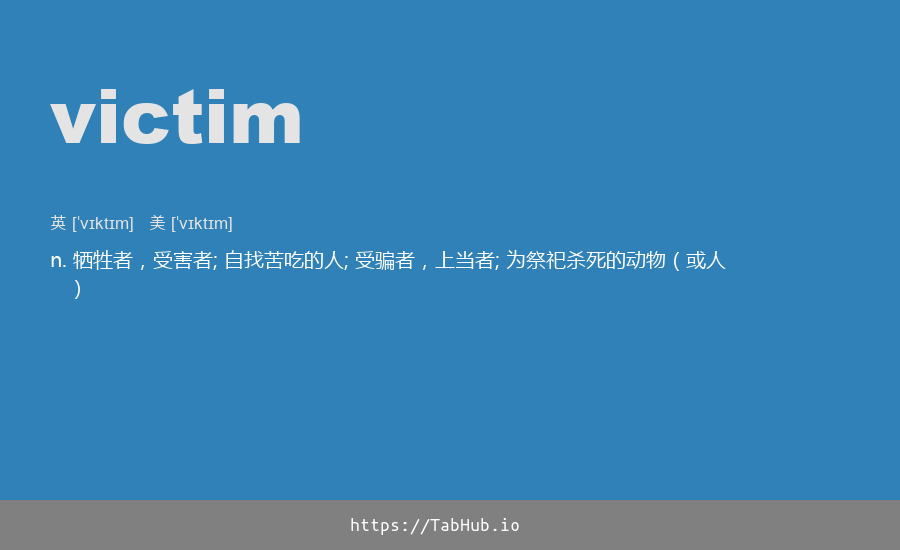 victim
英 [ˈvɪktɪm] 美 [ˈvɪktɪm]
n. 牺牲者，受害者; 自找苦吃的人; 受骗者，上当者; 为祭祀杀死的动物（或人
）
https://TabHub.io